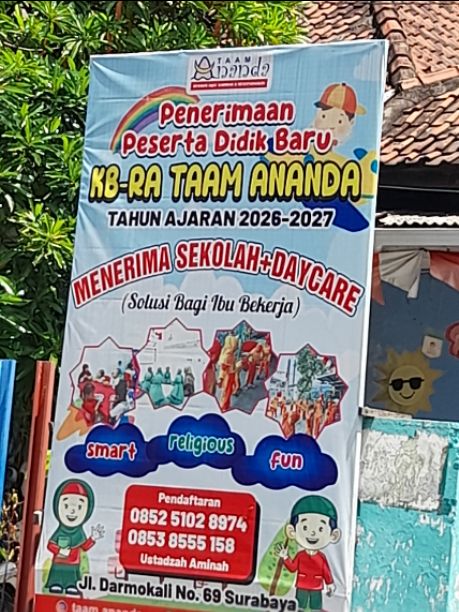 TAAM
Ananda
Penerimaan
Peserta Didik Baru
KB-RA TAAM ANANDA
TAHUN AJARAN 2026-2027
MENERIMA SEKOLAH+DAYCARE
(Solusi Bagi Ibu Bekerja)
smart
religious
fun
Pendaftaran
0852 5102 8974
0853 8555 158
Ustadzah Aminah
Jl. Darmokali No. 69 Surabaya